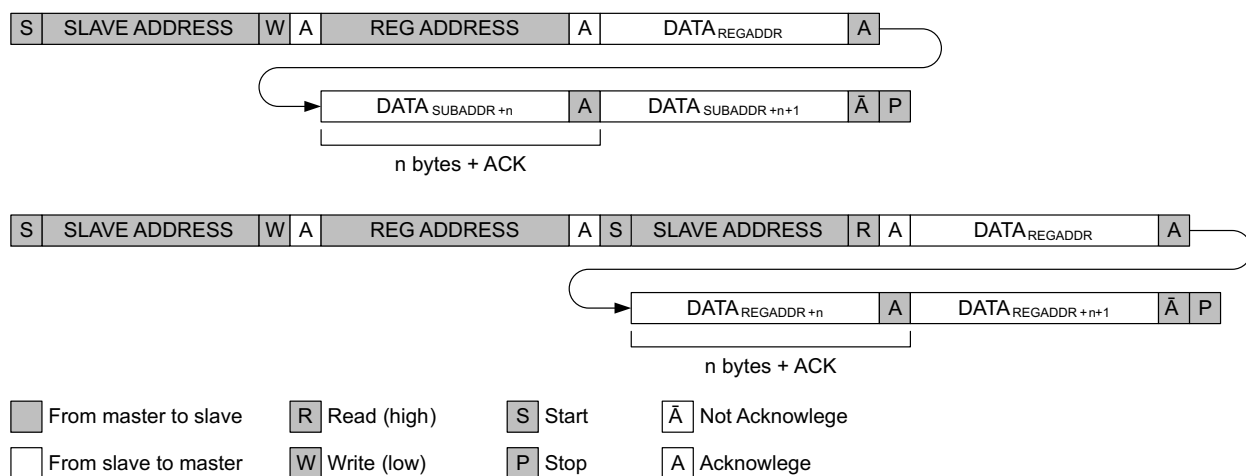 S SLAVE ADDRESS W A REG ADDRESS A DATA REGADDR A
DATA SUBADDR +n A DATA SUBADDR +n+1 Ā P
n bytes + ACK
S SLAVE ADDRESS W A REG ADDRESS A S SLAVE ADDRESS R A DATA REGADDR A
DATA REGADDR +n A DATA REGADDR +n+1 Ā P
n bytes + ACK
From master to slave R Read (high) S Start Ā Not Acknowlege
From slave to master W Write (low) P Stop A Acknowlege